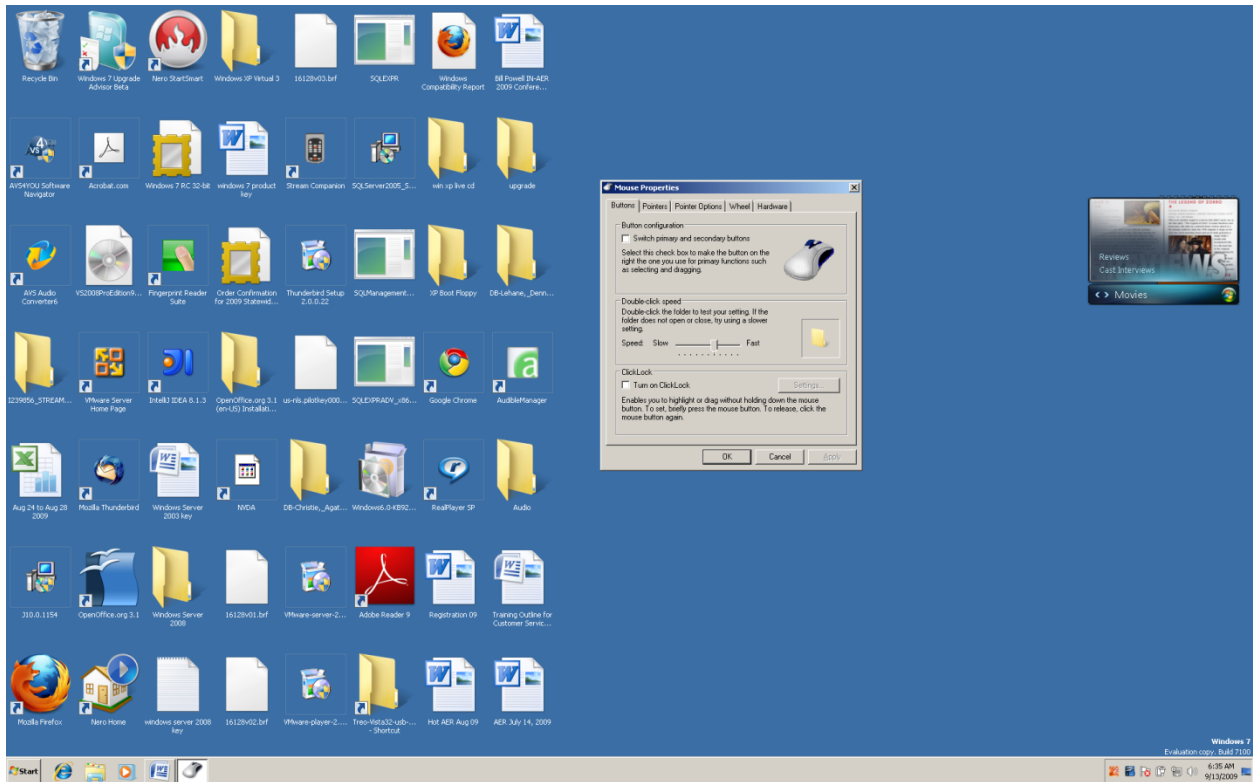 Recycle Bin
Windows 7 Upgrade
Advisor Beta
Nero StartSmart
Windows XP Virtual 3
16128v03.brf
SQLEXPR
Windows
Compatibility Report
Bill Powell IN-AER
2009 Confere...
AVS4YOU Software
Navigator
Acrobat.com
Windows 7 RC 32-bit
windows 7 product
key
Stream Companion
SQLServer2005_S...
win xp live cd
upgrade
AVS Audio
Converter6
VS2008ProEdition9...
Fingerprint Reader
Suite
Order Confirmation
for 2009 Statewid...
Thunderbird Setup
2.0.0.22
SQLManagement...
XP Boot Floppy
DB-Lehane,_Denn...
I239856_STREAM...
VMware Server
Home Page
IntelliJ IDEA 8.1.3
OpenOffice.org 3.1
(en-US) Installati...
us-nls.pilotkey000...
SQLEXPRADV_x86...
Google Chrome
AudibleManager
Aug 24 to Aug 28
2009
Mozilla Thunderbird
Windows Server
2003 key
NVDA
DB-Christie,_Agat...
Windows6.0-KB92...
RealPlayer SP
Audio
J10.0.1154
OpenOffice.org 3.1
Windows Server
2008
16128v01.brf
VMware-server-2...
Adobe Reader 9
Registration 09
Training Outline for
Customer Servic...
Mozilla Firefox
Nero Home
windows server 2008
key
16128v02.brf
VMware-player-2....
Treo-Vista32-usb-...
- Shortcut
Hot AER Aug 09
AER July 14, 2009
Mouse Properties
Buttons Pointers Pointer Options Wheel Hardware
Button configuration
Switch primary and secondary buttons
Select this check box to make the button on the
right the one you use for primary functions such
as selecting and dragging.
Double-click speed
Double-click the folder to test your setting. If the
folder does not open or close, try using a slower
setting.
Speed: Slow Fast
ClickLock
Turn on ClickLock Settings...
Enables you to highlight or drag without holding down the mouse
button. To set, briefly press the mouse button. To release, click the
mouse button again.
OK Cancel Apply
THE LEGEND OF ZORRO
Reviews
Cast Interviews
Movies
Windows 7
Evaluation copy. Build 7100
Start
6:35 AM
9/13/2009